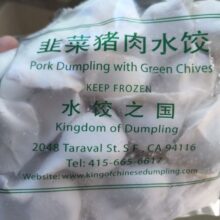 韭菜猪肉水饺
Pork Dumpling with Green Chives
KEEP FROZEN
水饺之国
Kingdom of Dumpling
2048 Taraval St. S.F., CA 94116
Tel: 415-665-6617
Website: www.kingofchinesedumpling.com